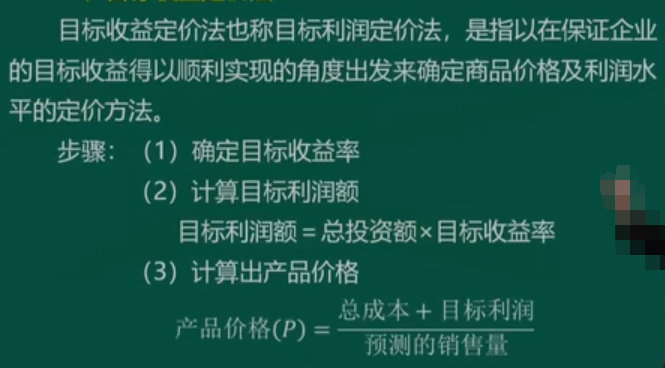 目标收益定价法也称目标利润定价法，是指以在保证企业
的目标收益得以顺利实现的角度出发来确定商品价格及利润水
平的定价方法。
步骤：（1）确定目标收益率
（2）计算目标利润额
目标利润额＝总投资额×目标收益率
（3）计算出产品价格
产品价格(P) = (总成本 + 目标利润) / 预测的销售量